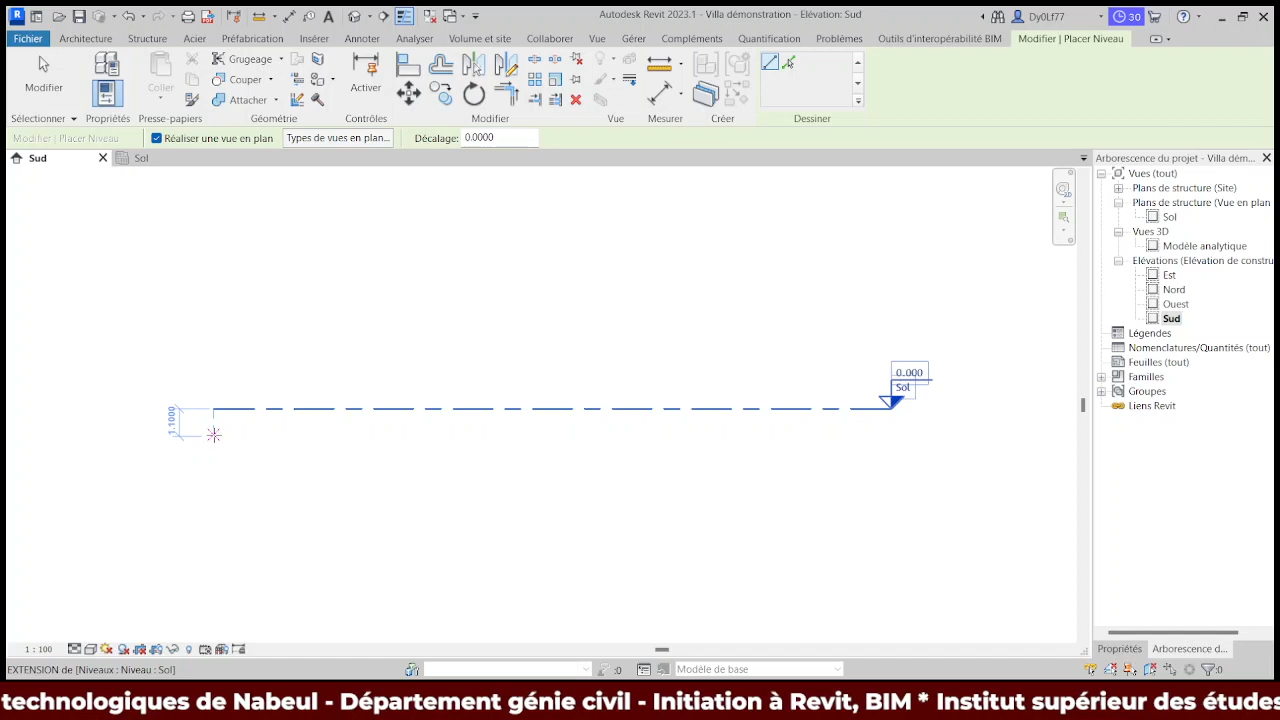 Autodesk Revit 2023.1 - Villa démonstration - Elévation: Sud
Dy0Lf77
30
Fichier
Architecture
Structure
Acier
Préfabrication
Insérer
Annoter
Analyser
Volume et site
Collaborer
Vue
Gérer
Compléments
Quantification
Problèmes
Outils d'interopérabilité BIM
Modifier | Placer Niveau
Modifier
Coller
Grugeage
Couper
Attacher
Activer
Sélectionner
Propriétés
Presse-papiers
Géométrie
Contrôles
Modifier
Vue
Mesurer
Créer
Dessiner
Modifier | Placer Niveau
Réaliser une vue en plan
Types de vues en plan...
Décalage:
0.0000
Sud
Sol
Arborescence du projet - Villa dém...
Vues (tout)
Plans de structure (Site)
Plans de structure (Vue en plan
Sol
Vues 3D
Modèle analytique
Elévations (Elévation de constru
Est
Nord
Ouest
Sud
Légendes
Nomenclatures/Quantités (tout)
Feuilles (tout)
Familles
Groupes
Liens Revit
0.000
Sol
1.1000
1 : 100
Propriétés
Arborescence d...
EXTENSION de [Niveaux : Niveau : Sol]
:0
Modèle de base
:0
technologiques de Nabeul - Département génie civil - Initiation à Revit, BIM * Institut supérieur des études